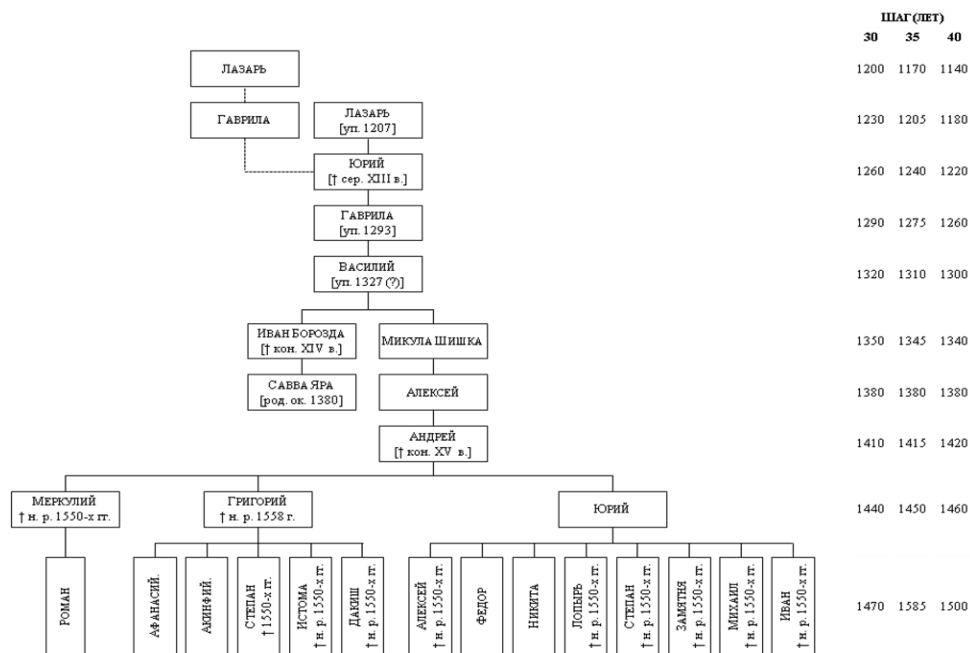 ШАГ (ЛЕТ)
30 35 40
ЛАЗАРЬ
1200 1170 1140
ГАВРИЛА
ЛАЗАРЬ
[уп. 1207]
1230 1205 1180
ЮРИЙ
[† сер. XIII в.]
1260 1240 1220
ГАВРИЛА
[уп. 1293]
1290 1275 1260
ВАСИЛИЙ
[уп. 1327 (?)]
1320 1310 1300
ИВАН БОРОЗДА
[† кон. XIV в.]
МИКУЛА ШИШКА
1350 1345 1340
САВВА ЯРА
[род. ок. 1380]
АЛЕКСЕЙ
1380 1380 1380
АНДРЕЙ
[† кон. XV в.]
1410 1415 1420
МЕРКУЛИЙ
† н. р. 1550-х гг.
ГРИГОРИЙ
† н. р. 1558 г.
ЮРИЙ
1440 1450 1460
РОМАН
АФАНАСИЙ.
АКИНФИЙ.
СТЕПАН
† 1550-х гг.
ИСТОМА
† н. р. 1550-х гг.
ДАКИШ
† н. р. 1550-х гг.
АЛЕКСЕЙ
† н. р. 1550-х гг.
ФЕДОР
НИКИТА
ЛОПЫРЬ
† н. р. 1550-х гг.
СТЕПАН
† н. р. 1550-х гг.
ЗАМЯТНЯ
† н. р. 1550-х гг.
МИХАИЛ
† н. р. 1550-х гг.
ИВАН
† н. р. 1550-х гг.
1470 1585 1500